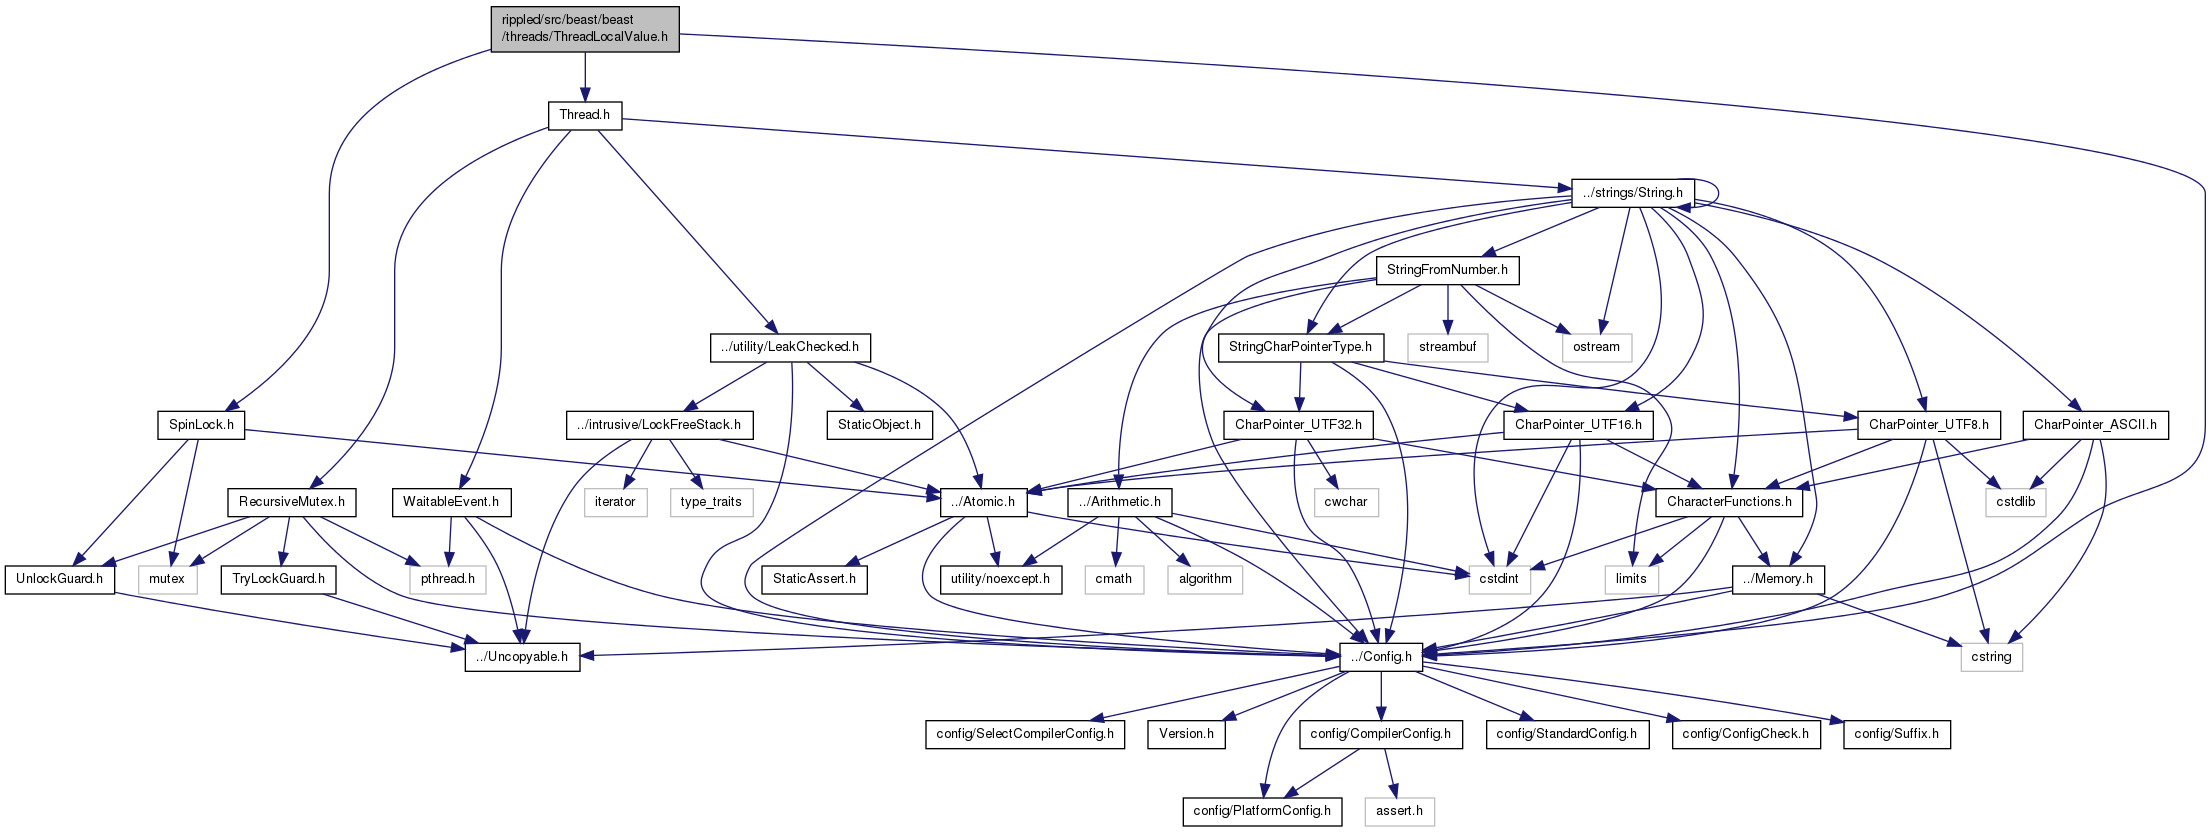 rippled/src/beast/beast
/threads/ThreadLocalValue.h
Thread.h
../strings/String.h
StringFromNumber.h
../utility/LeakChecked.h
StringCharPointerType.h
streambuf
ostream
SpinLock.h
../intrusive/LockFreeStack.h
StaticObject.h
CharPointer_UTF32.h
CharPointer_UTF16.h
CharPointer_UTF8.h
CharPointer_ASCII.h
RecursiveMutex.h
WaitableEvent.h
iterator
type_traits
../Atomic.h
../Arithmetic.h
cwchar
CharacterFunctions.h
cstdlib
UnlockGuard.h
mutex
TryLockGuard.h
pthread.h
StaticAssert.h
utility/noexcept.h
cmath
algorithm
cstdint
limits
../Memory.h
../Uncopyable.h
../Config.h
cstring
config/SelectCompilerConfig.h
Version.h
config/CompilerConfig.h
config/StandardConfig.h
config/ConfigCheck.h
config/Suffix.h
config/PlatformConfig.h
assert.h